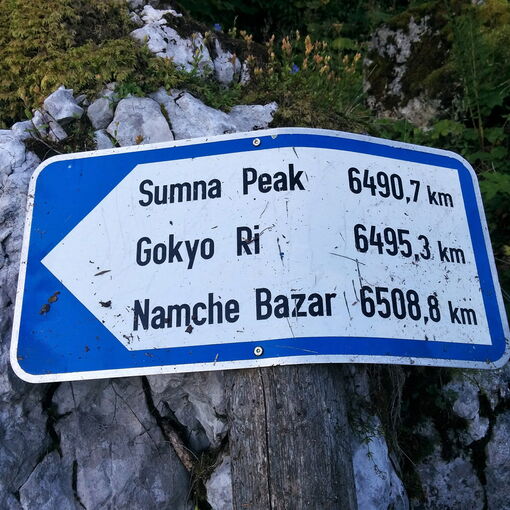 Sumna Peak 6490,7 km
Gokyo Ri 6495,3 km
Namche Bazar 6508,8 km